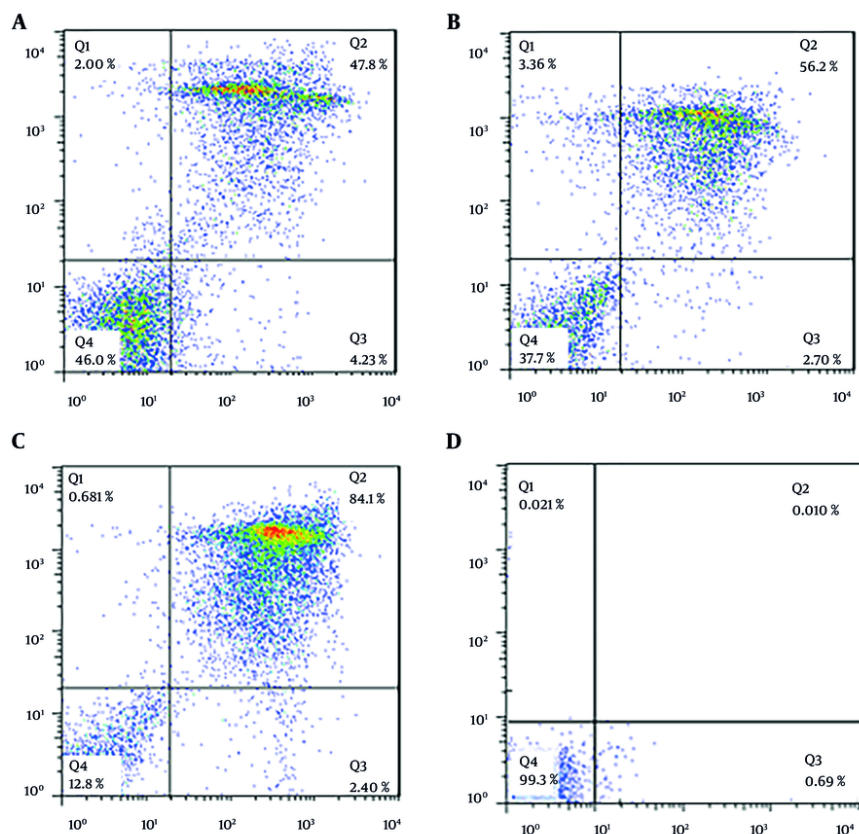 A
Q1
2.00 %
Q2
47.8 %
Q4
46.0 %
Q3
4.23 %
10⁴
10³
10²
10¹
10⁰
10⁰ 10¹ 10² 10³ 10⁴
B
Q1
3.36 %
Q2
56.2 %
Q4
37.7 %
Q3
2.70 %
10⁴
10³
10²
10¹
10⁰
10⁰ 10¹ 10² 10³ 10⁴
C
Q1
0.681 %
Q2
84.1 %
Q4
12.8 %
Q3
2.40 %
10⁴
10³
10²
10¹
10⁰
10⁰ 10¹ 10² 10³ 10⁴
D
Q1
0.021 %
Q2
0.010 %
Q4
99.3 %
Q3
0.69 %
10⁴
10³
10²
10¹
10⁰
10⁰ 10¹ 10² 10³ 10⁴